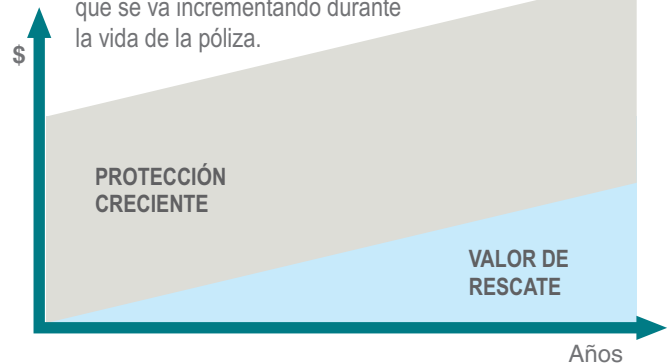 que se va incrementando durante
la vida de la póliza.
$
PROTECCIÓN
CRECIENTE
VALOR DE
RESCATE
Años